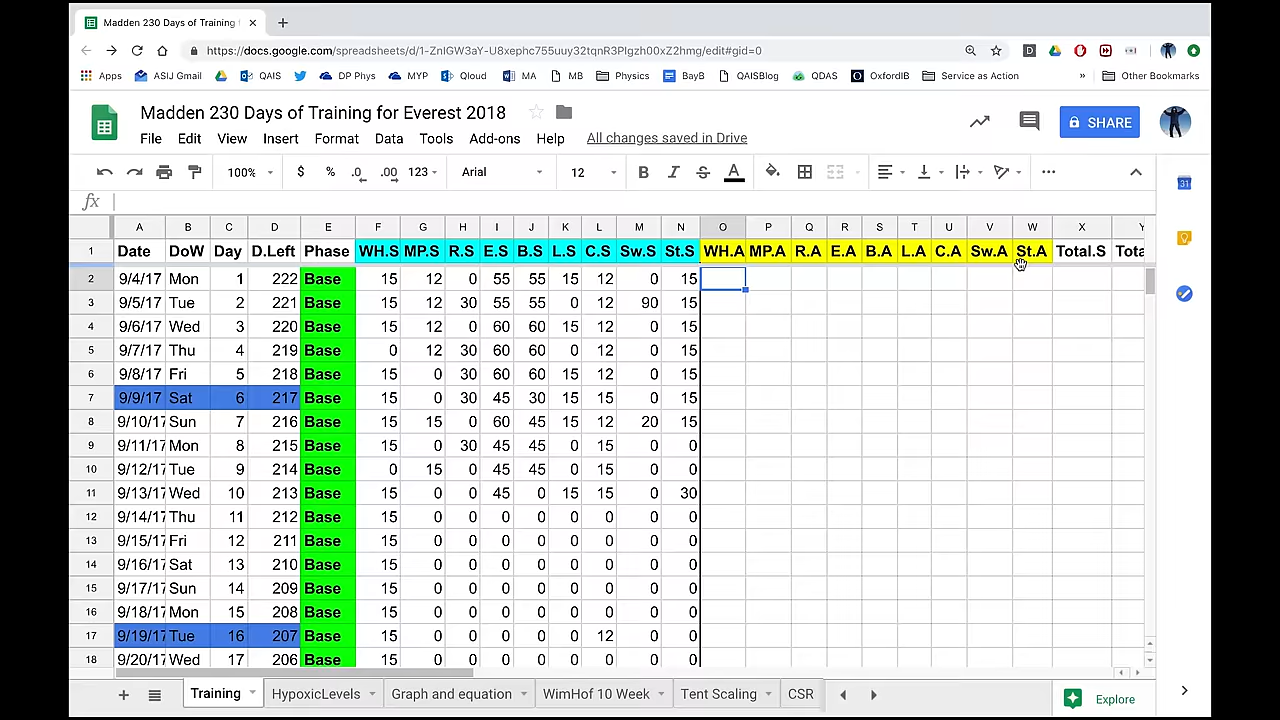 Madden 230 Days of Training f
https://docs.google.com/spreadsheets/d/1-ZnIGW3aY-U8xephc755uuy32tqnR3PIgzh00xZ2hmg/edit#gid=0
Apps ASIJ Gmail QAIS DP Phys MYP Qloud MA MB Physics BayB QAISBlog QDAS OxfordIB Service as Action » Other Bookmarks
Madden 230 Days of Training for Everest 2018
SHARE
File Edit View Insert Format Data Tools Add-ons Help All changes saved in Drive
100% $ % .0 .00 123 Arial 12 B I S A
fx
A B C D E F G H I J K L M N O P Q R S T U V W X Y
1 Date DoW Day D.Left Phase WH.S MP.S R.S E.S B.S L.S C.S Sw.S St.S WH.A MP.A R.A E.A B.A L.A C.A Sw.A St.A Total.S Tota
2 9/4/17 Mon 1 222 Base 15 12 0 55 55 15 12 0 15
3 9/5/17 Tue 2 221 Base 15 12 30 55 55 0 12 90 15
4 9/6/17 Wed 3 220 Base 15 12 0 60 60 15 12 0 15
5 9/7/17 Thu 4 219 Base 0 12 30 60 60 0 12 0 15
6 9/8/17 Fri 5 218 Base 15 0 30 60 60 15 12 0 15
7 9/9/17 Sat 6 217 Base 15 0 30 45 30 15 15 0 15
8 9/10/17 Sun 7 216 Base 15 15 0 60 45 15 12 20 15
9 9/11/17 Mon 8 215 Base 15 0 30 45 45 0 15 0 0
10 9/12/17 Tue 9 214 Base 0 15 0 45 45 0 15 0 0
11 9/13/17 Wed 10 213 Base 15 0 0 45 0 15 15 0 30
12 9/14/17 Thu 11 212 Base 15 0 0 0 0 0 0 0 0
13 9/15/17 Fri 12 211 Base 15 0 0 0 0 0 0 0 0
14 9/16/17 Sat 13 210 Base 15 0 0 0 0 0 0 0 0
15 9/17/17 Sun 14 209 Base 15 0 0 0 0 0 0 0 0
16 9/18/17 Mon 15 208 Base 15 0 0 0 0 0 0 0 0
17 9/19/17 Tue 16 207 Base 15 0 0 0 0 0 12 0 0
18 9/20/17 Wed 17 206 Base 15 0 0 0 0 0 0 0 0
Training HypoxicLevels Graph and equation WimHof 10 Week Tent Scaling CSR Explore